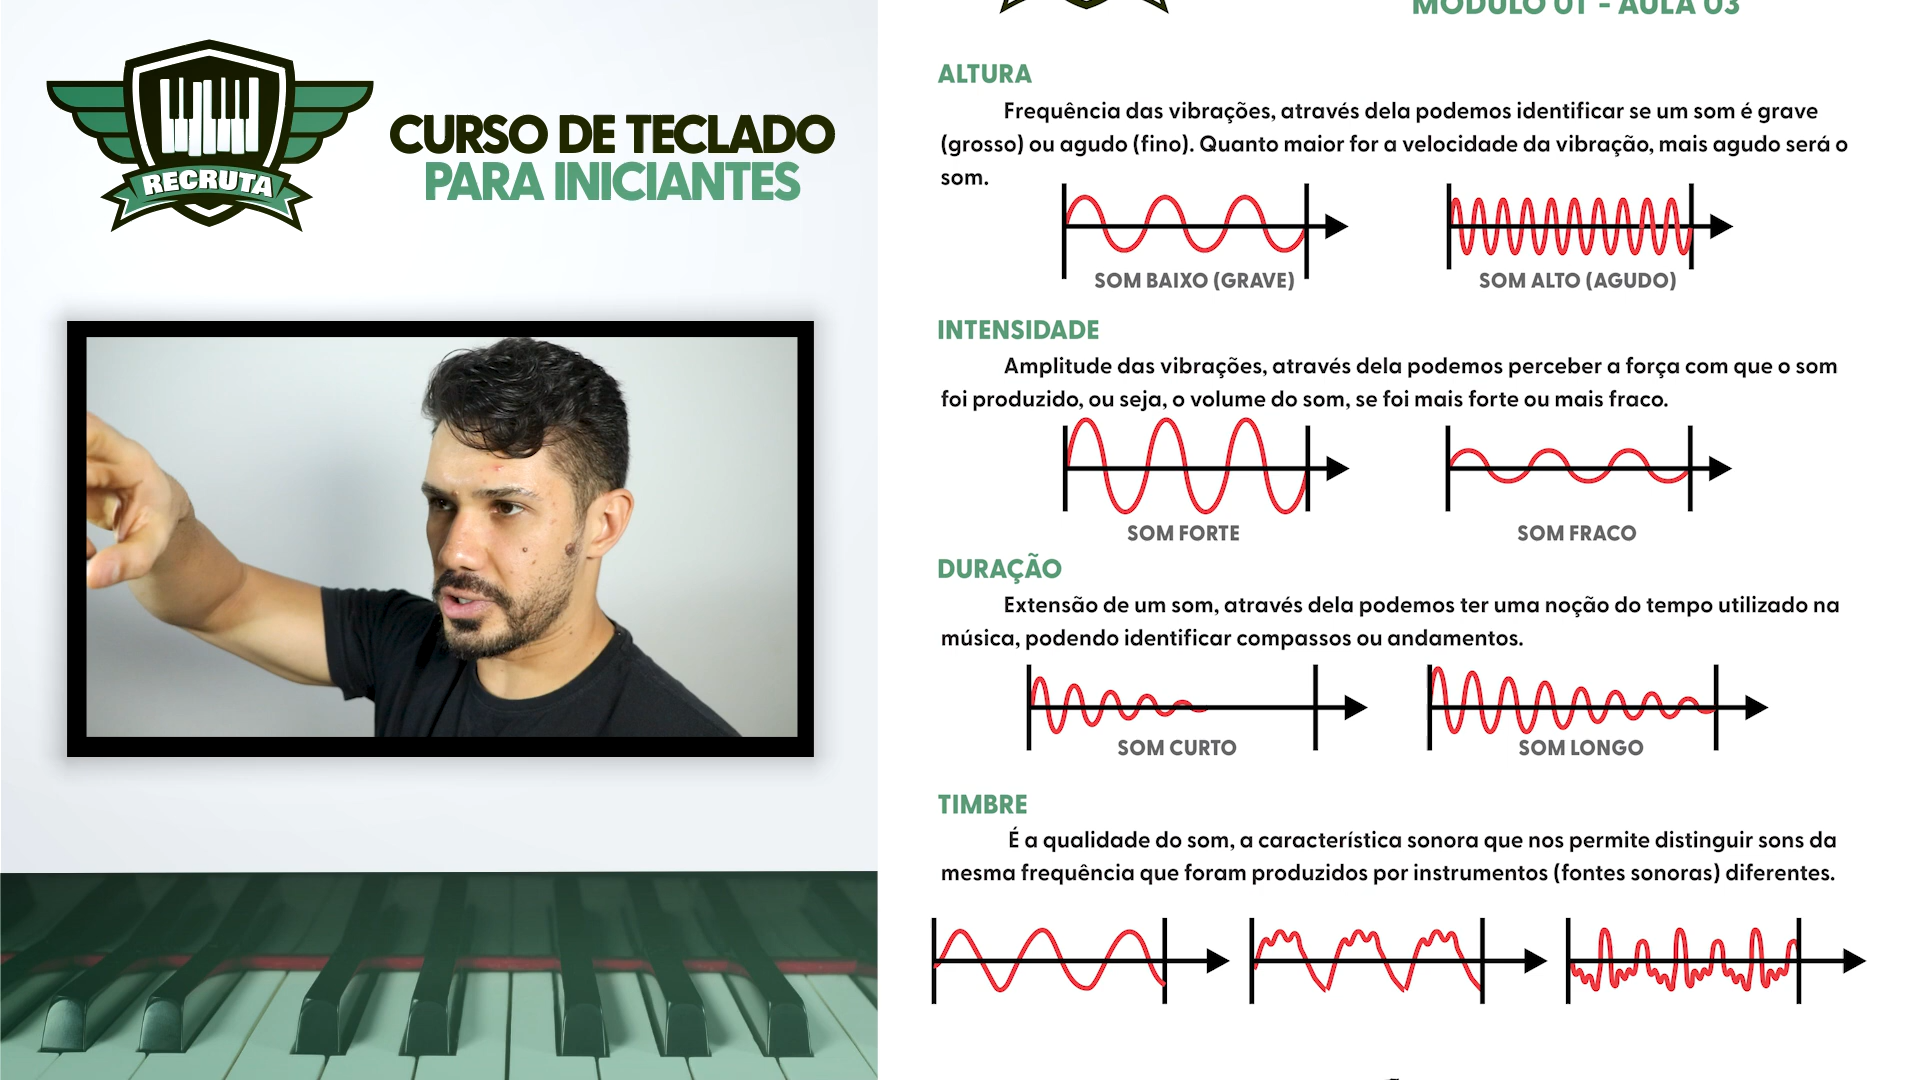 RECRUTA
CURSO DE TECLADO
PARA INICIANTES
MÓDULO 01 - AULA 03
ALTURA
Frequência das vibrações, através dela podemos identificar se um som é grave
(grosso) ou agudo (fino). Quanto maior for a velocidade da vibração, mais agudo será o
som.
SOM BAIXO (GRAVE)
SOM ALTO (AGUDO)
INTENSIDADE
Amplitude das vibrações, através dela podemos perceber a força com que o som
foi produzido, ou seja, o volume do som, se foi mais forte ou mais fraco.
SOM FORTE
SOM FRACO
DURAÇÃO
Extensão de um som, através dela podemos ter uma noção do tempo utilizado na
música, podendo identificar compassos ou andamentos.
SOM CURTO
SOM LONGO
TIMBRE
É a qualidade do som, a característica sonora que nos permite distinguir sons da
mesma frequência que foram produzidos por instrumentos (fontes sonoras) diferentes.